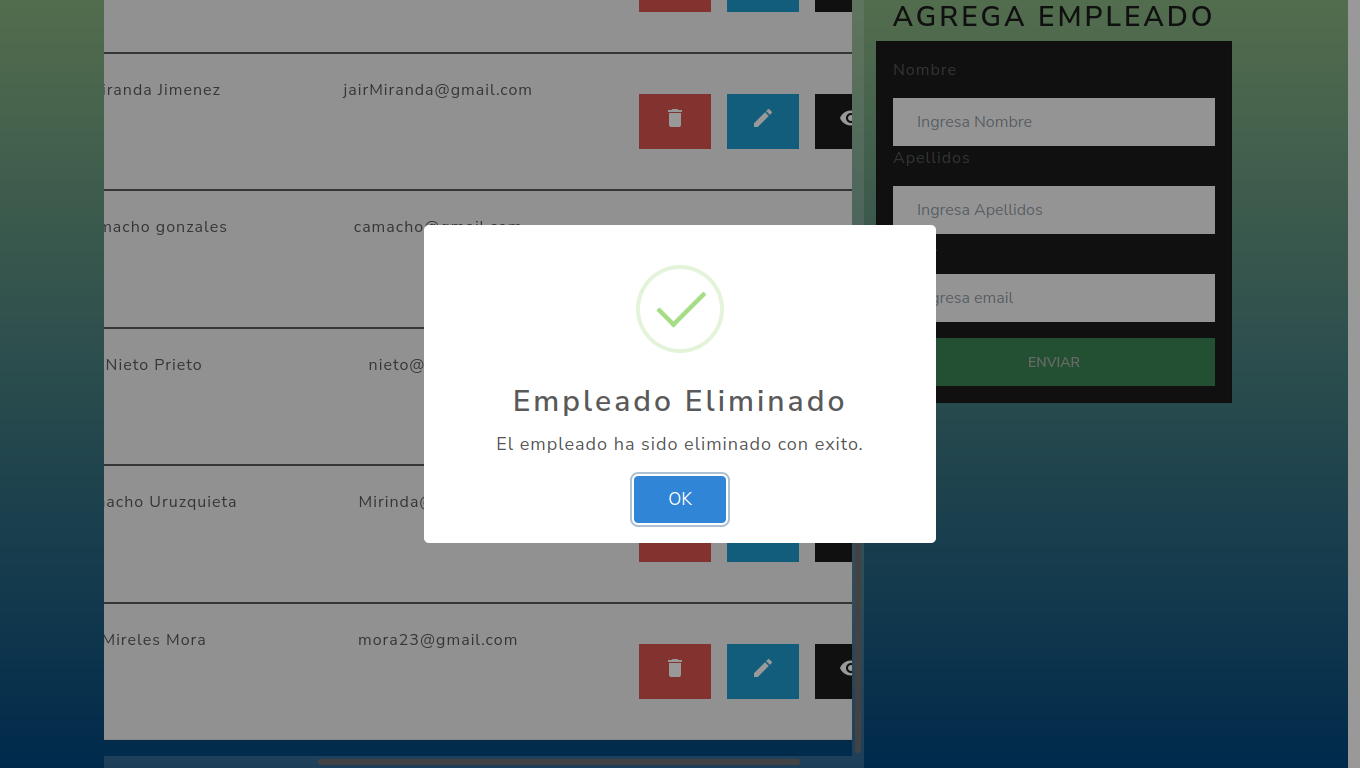 AGREGA EMPLEADO
Nombre
Ingresa Nombre
Apellidos
Ingresa Apellidos
gresa email
ENVIAR
iranda Jimenez jairMiranda@gmail.com
macho gonzales camacho@gmail.com
Nieto Prieto nieto@
acho Uruzquieta Mirinda@
Mireles Mora mora23@gmail.com
Empleado Eliminado
El empleado ha sido eliminado con exito.
OK